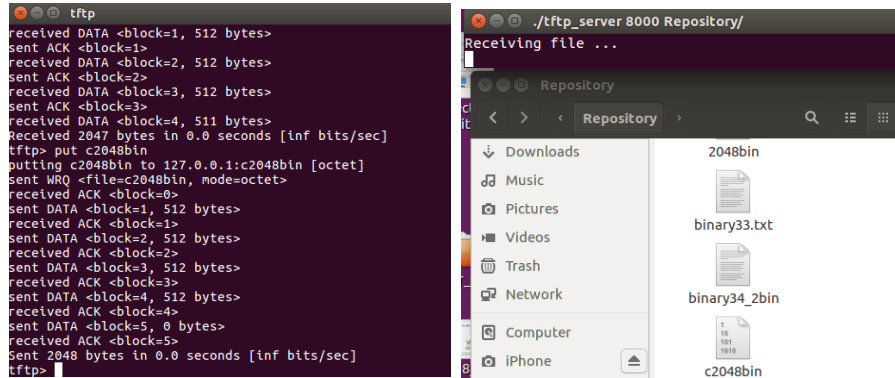 tftp
received DATA <block=1, 512 bytes>
sent ACK <block=1>
received DATA <block=2, 512 bytes>
sent ACK <block=2>
received DATA <block=3, 512 bytes>
sent ACK <block=3>
received DATA <block=4, 511 bytes>
Received 2047 bytes in 0.0 seconds [inf bits/sec]
tftp> put c2048bin
putting c2048bin to 127.0.0.1:c2048bin [octet]
sent WRQ <file=c2048bin, mode=octet>
received ACK <block=0>
sent DATA <block=1, 512 bytes>
received ACK <block=1>
sent DATA <block=2, 512 bytes>
received ACK <block=2>
sent DATA <block=3, 512 bytes>
received ACK <block=3>
sent DATA <block=4, 512 bytes>
received ACK <block=4>
sent DATA <block=5, 0 bytes>
received ACK <block=5>
Sent 2048 bytes in 0.0 seconds [inf bits/sec]
tftp>
./tftp_server 8000 Repository/
Receiving file ...
Repository
Repository
Downloads
Music
Pictures
Videos
Trash
Network
Computer
iPhone
2048bin
binary33.txt
binary34_2bin
1
10
101
1010
c2048bin